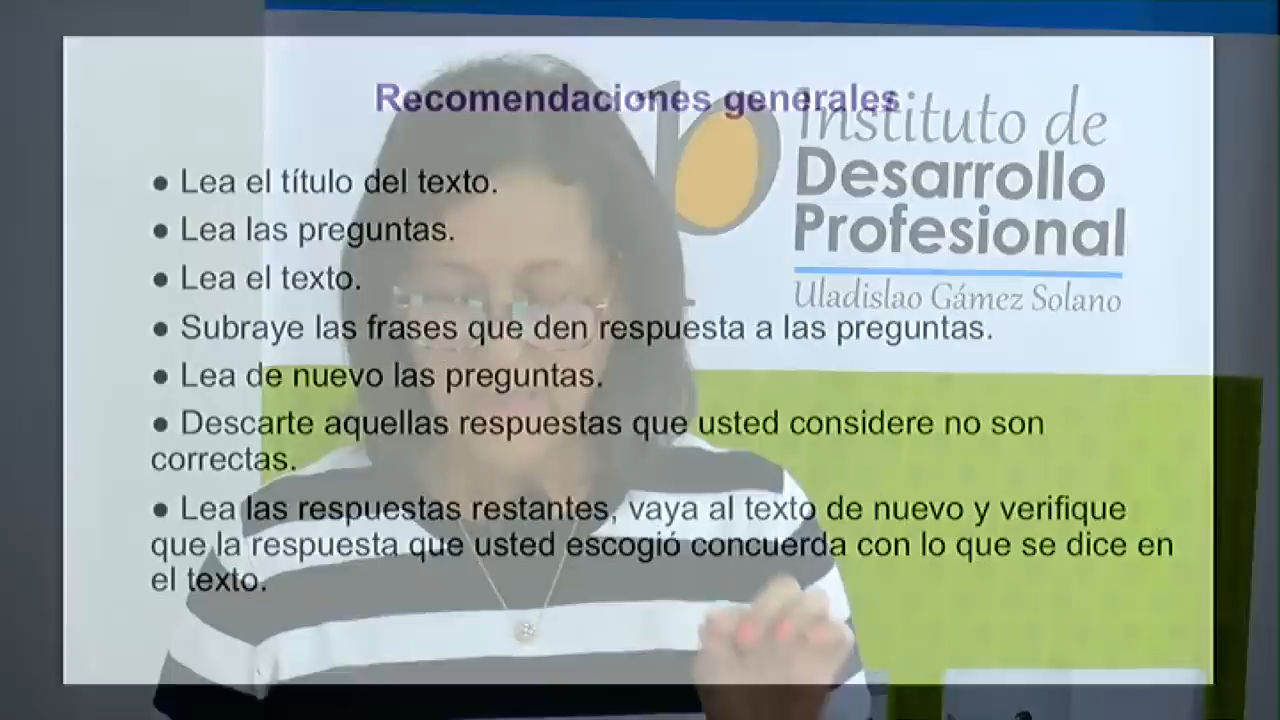 Recomendaciones generales
Instituto de
Desarrollo
Profesional
Uladislao Gámez Solano
● Lea el título del texto.
● Lea las preguntas.
● Lea el texto.
● Subraye las frases que den respuesta a las preguntas.
● Lea de nuevo las preguntas.
● Descarte aquellas respuestas que usted considere no son
correctas.
● Lea las respuestas restantes, vaya al texto de nuevo y verifique
que la respuesta que usted escogió concuerda con lo que se dice en
el texto.